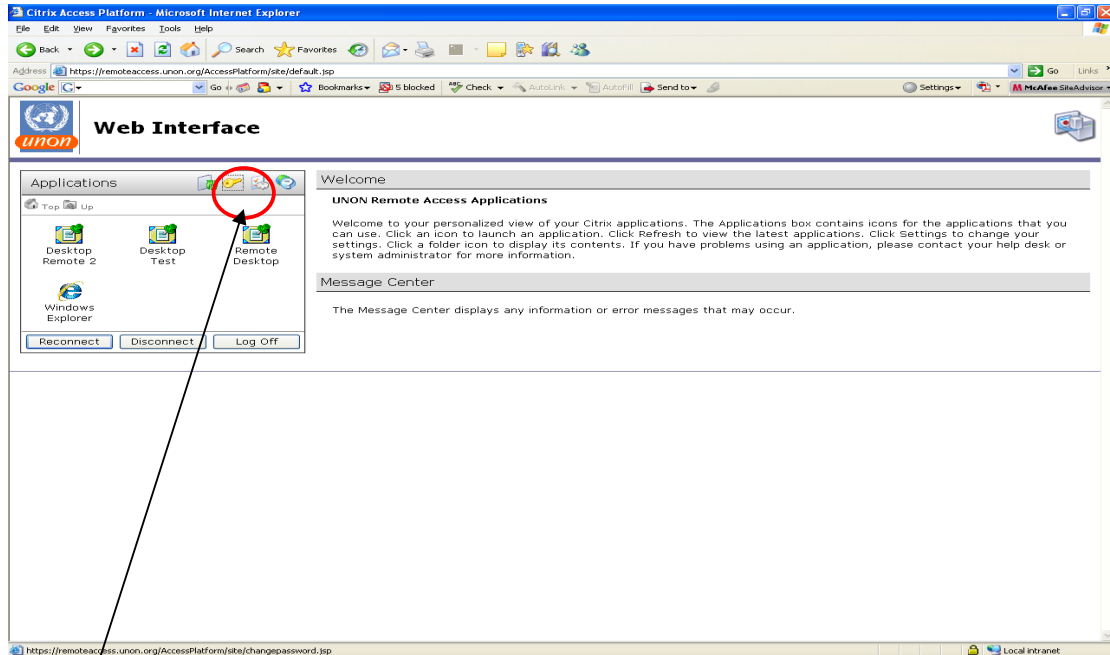 Citrix Access Platform - Microsoft Internet Explorer
File Edit View Favorites Tools Help
Back Search Favorites
Address https://remoteaccess.unon.org/AccessPlatform/site/default.jsp Go Links
Google G Go Bookmarks 5 blocked ABC Check AutoLink AutoFill Send to Settings McAfee SiteAdvisor
unon Web Interface
Applications
Top Up
Desktop Remote 2
Desktop Test
Remote Desktop
Windows Explorer
Reconnect Disconnect Log Off
Welcome
UNON Remote Access Applications
Welcome to your personalized view of your Citrix applications. The Applications box contains icons for the applications that you
can use. Click an icon to launch an application. Click Refresh to view the latest applications. Click Settings to change your
settings. Click a folder icon to display its contents. If you have problems using an application, please contact your help desk or
system administrator for more information.
Message Center
The Message Center displays any information or error messages that may occur.
https://remoteaccess.unon.org/AccessPlatform/site/changepassword.jsp Local intranet